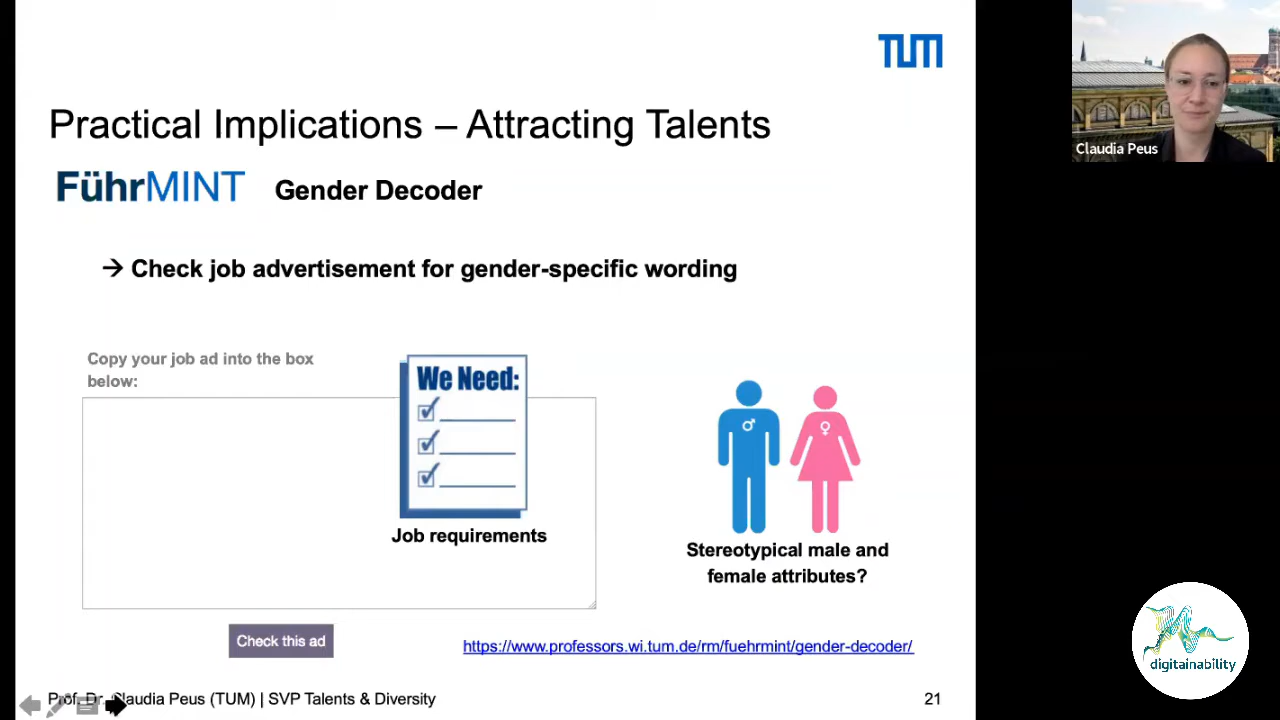 TUM
Claudia Peus
Practical Implications – Attracting Talents
FührMINT Gender Decoder
→ Check job advertisement for gender-specific wording
Copy your job ad into the box
below:
We Need:
Job requirements
Stereotypical male and
female attributes?
Check this ad
https://www.professors.wi.tum.de/rm/fuehrmint/gender-decoder/
digitainability
Prof. Dr. Claudia Peus (TUM) | SVP Talents & Diversity
21